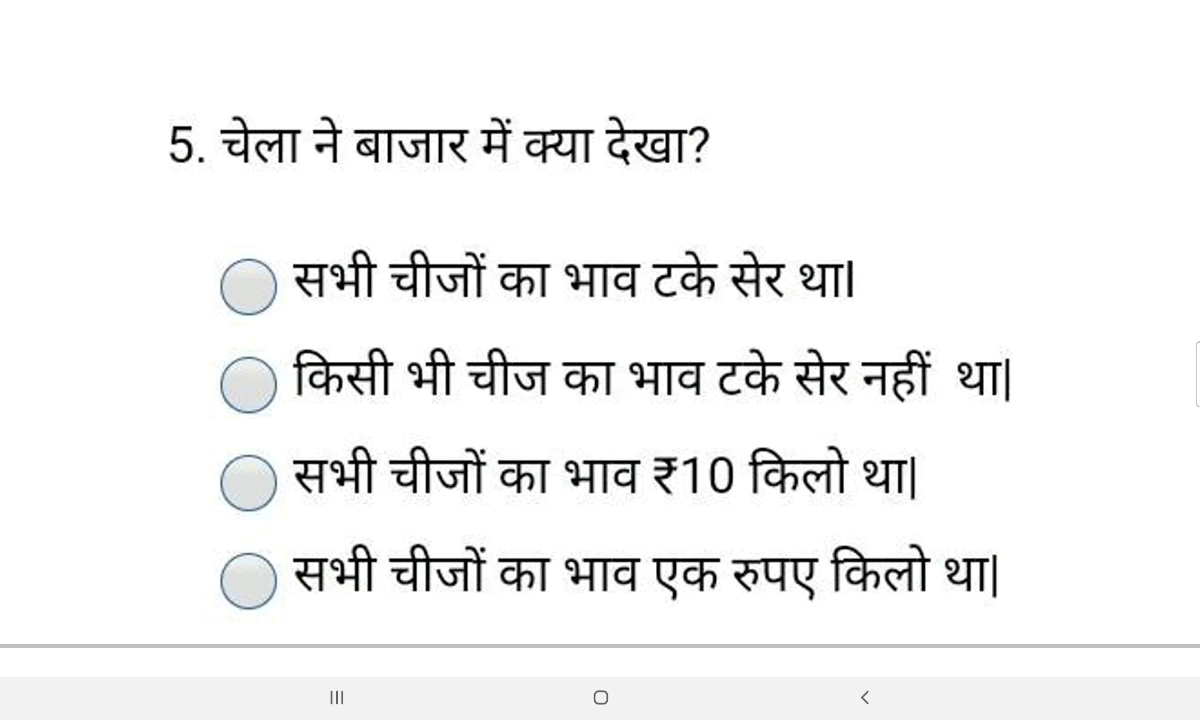 5. चेला ने बाजार में क्या देखा?
सभी चीजों का भाव टके सेर था।
किसी भी चीज का भाव टके सेर नहीं था|
सभी चीजों का भाव ₹10 किलो था|
सभी चीजों का भाव एक रुपए किलो था|